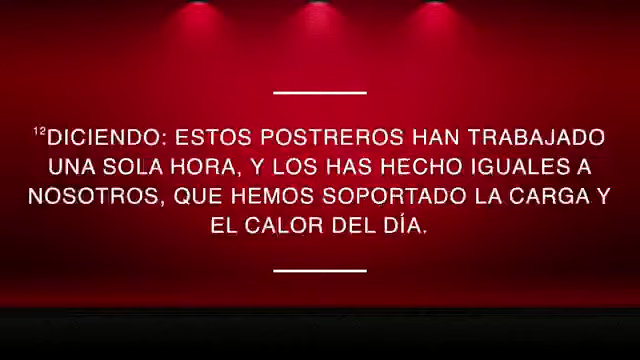 ¹²DICIENDO: ESTOS POSTREROS HAN TRABAJADO
UNA SOLA HORA, Y LOS HAS HECHO IGUALES A
NOSOTROS, QUE HEMOS SOPORTADO LA CARGA Y
EL CALOR DEL DÍA.